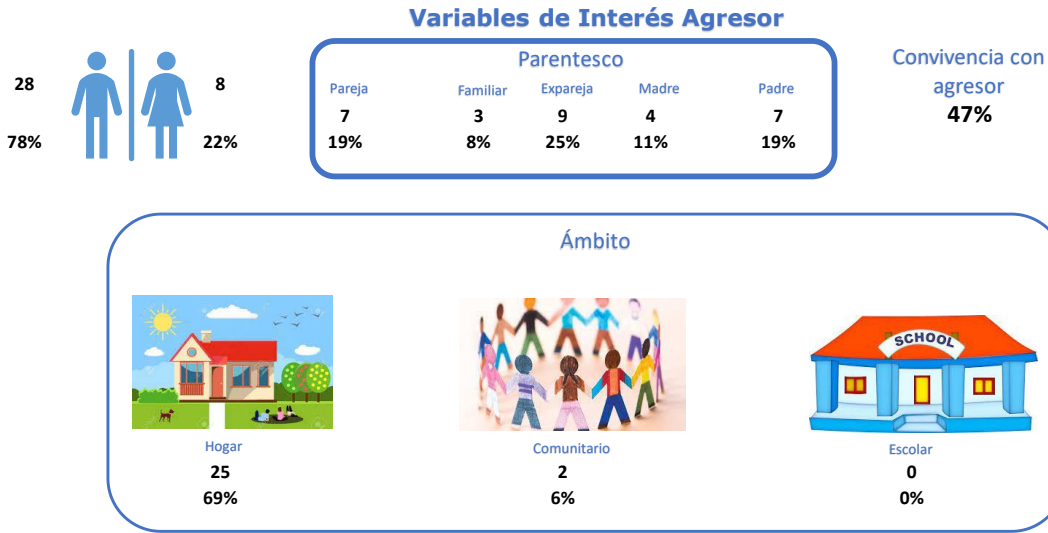 Variables de Interés Agresor
28
8
78%
22%
Parentesco
Pareja Familiar Expareja Madre Padre
7 3 9 4 7
19% 8% 25% 11% 19%
Convivencia con
agresor
47%
Ámbito
SCHOOL
Hogar Comunitario Escolar
25 2 0
69% 6% 0%